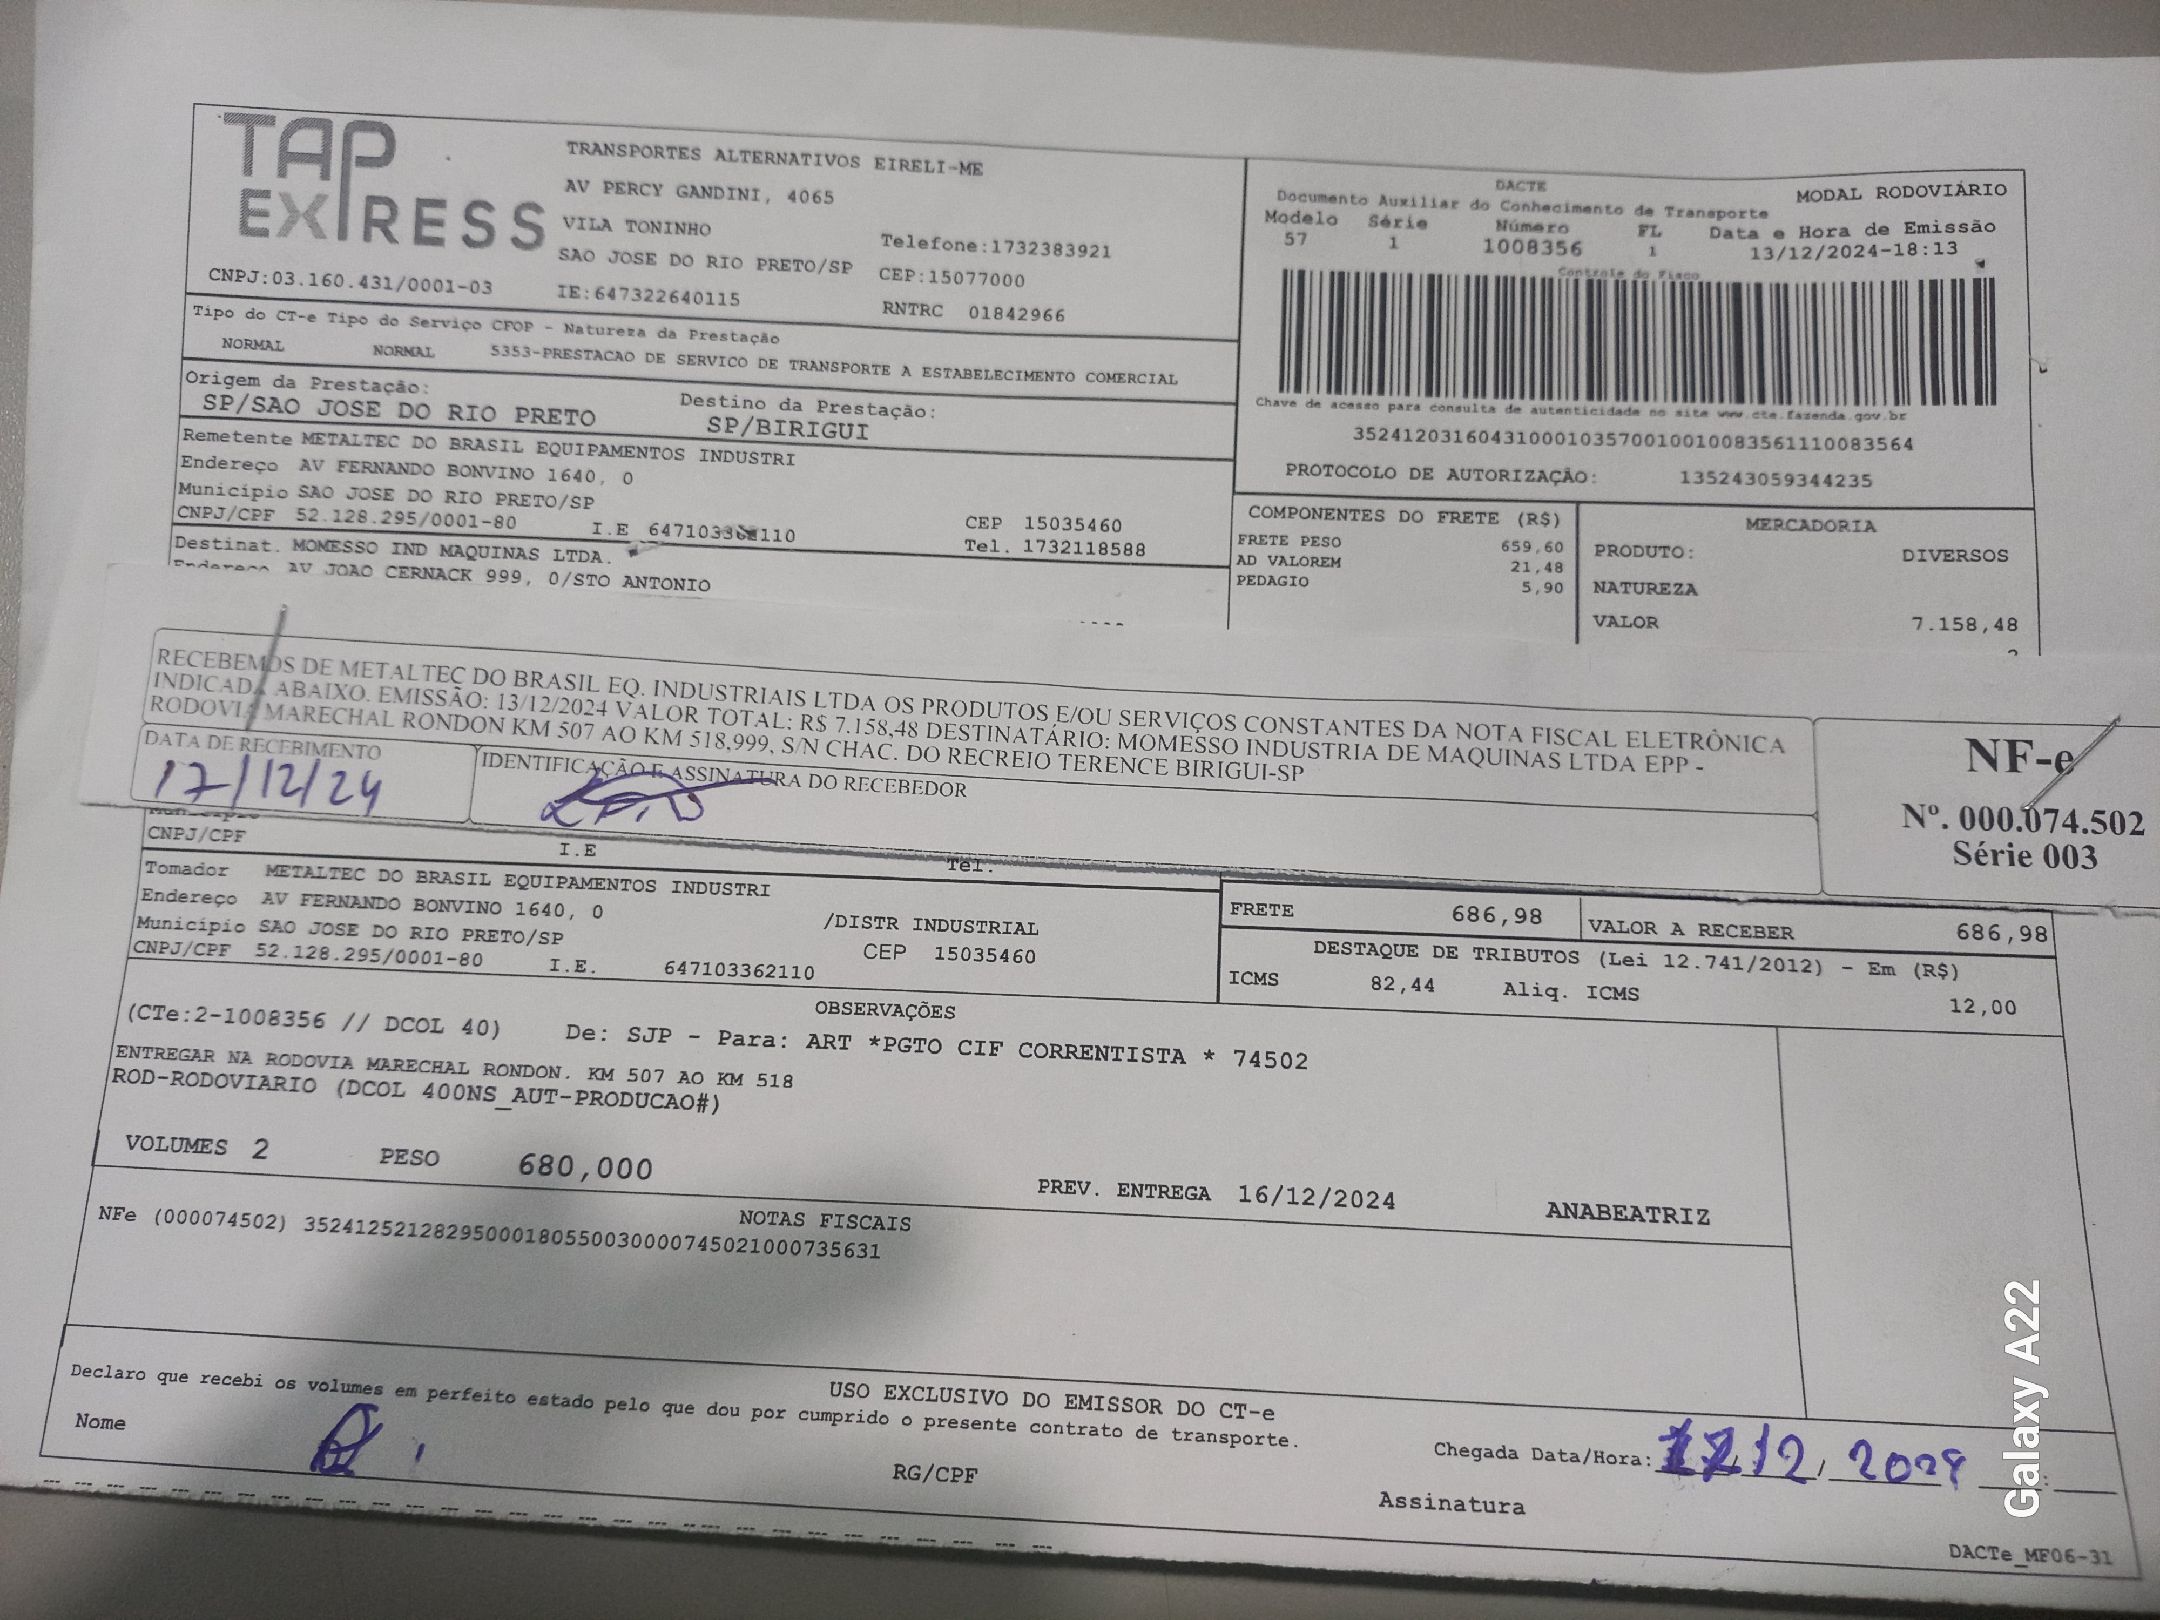 TAP EXPRESS
TRANSPORTES ALTERNATIVOS EIRELI-ME
AV PERCY GANDINI, 4065
VILA TONINHO
SAO JOSE DO RIO PRETO/SP
Telefone:1732383921
CEP:15077000
CNPJ:03.160.431/0001-03
IE:647322640115
RNTRC 01842966
DACTE
MODAL RODOVIÁRIO
Documento Auxiliar do Conhecimento de Transporte
Modelo Série Número FL Data e Hora de Emissão
57 1 1008356 1 13/12/2024-18:13
Controle do Fisco
Chave de acesso para consulta de autenticidade no site www.cte.fazenda.gov.br
35241203160431000103570010010083561110083564
PROTOCOLO DE AUTORIZAÇÃO: 135243059344235
Tipo do CT-e Tipo do Serviço CFOP - Natureza da Prestação
NORMAL NORMAL 5353-PRESTACAO DE SERVICO DE TRANSPORTE A ESTABELECIMENTO COMERCIAL
Origem da Prestação: Destino da Prestação:
SP/SAO JOSE DO RIO PRETO SP/BIRIGUI
Remetente METALTEC DO BRASIL EQUIPAMENTOS INDUSTRI
Endereço AV FERNANDO BONVINO 1640, 0
Município SAO JOSE DO RIO PRETO/SP
CEP 15035460
CNPJ/CPF 52.128.295/0001-80 I.E 647103362110
Tel. 1732118588
Destinat. MOMESSO IND MAQUINAS LTDA.
Endereço AV JOAO CERNACK 999, 0/STO ANTONIO
COMPONENTES DO FRETE (R$)
FRETE PESO 659,60
AD VALOREM 21,48
PEDAGIO 5,90
MERCADORIA
PRODUTO: DIVERSOS
NATUREZA
VALOR 7.158,48
RECEBEMOS DE METALTEC DO BRASIL EQ. INDUSTRIAIS LTDA OS PRODUTOS E/OU SERVIÇOS CONSTANTES DA NOTA FISCAL ELETRÔNICA
INDICADA ABAIXO. EMISSÃO: 13/12/2024 VALOR TOTAL: R$ 7.158,48 DESTINATÁRIO: MOMESSO INDUSTRIA DE MAQUINAS LTDA EPP -
RODOVIA MARECHAL RONDON KM 507 AO KM 518,999, S/N CHAC. DO RECREIO TERENCE BIRIGUI-SP
DATA DE RECEBIMENTO
17/12/24
IDENTIFICAÇÃO E ASSINATURA DO RECEBEDOR
NF-e
Nº. 000.074.502
Série 003
CNPJ/CPF I.E Tel.
Tomador METALTEC DO BRASIL EQUIPAMENTOS INDUSTRI
Endereço AV FERNANDO BONVINO 1640, 0 /DISTR INDUSTRIAL
Município SAO JOSE DO RIO PRETO/SP CEP 15035460
CNPJ/CPF 52.128.295/0001-80 I.E. 647103362110
FRETE 686,98 VALOR A RECEBER 686,98
DESTAQUE DE TRIBUTOS (Lei 12.741/2012) - Em (R$)
ICMS 82,44 Aliq. ICMS 12,00
OBSERVAÇÕES
(CTe:2-1008356 // DCOL 40) De: SJP - Para: ART *PGTO CIF CORRENTISTA * 74502
ENTREGAR NA RODOVIA MARECHAL RONDON. KM 507 AO KM 518
ROD-RODOVIARIO (DCOL 400NS_AUT-PRODUCAO#)
VOLUMES 2 PESO 680,000 PREV. ENTREGA 16/12/2024 ANABEATRIZ
NOTAS FISCAIS
NFe (000074502) 35241252128295000180550030000745021000735631
USO EXCLUSIVO DO EMISSOR DO CT-e
Declaro que recebi os volumes em perfeito estado pelo que dou por cumprido o presente contrato de transporte.
Nome RG/CPF Chegada Data/Hora: 17/12/2024 :
Assinatura
DACTe_MF06-31
Galaxy A22